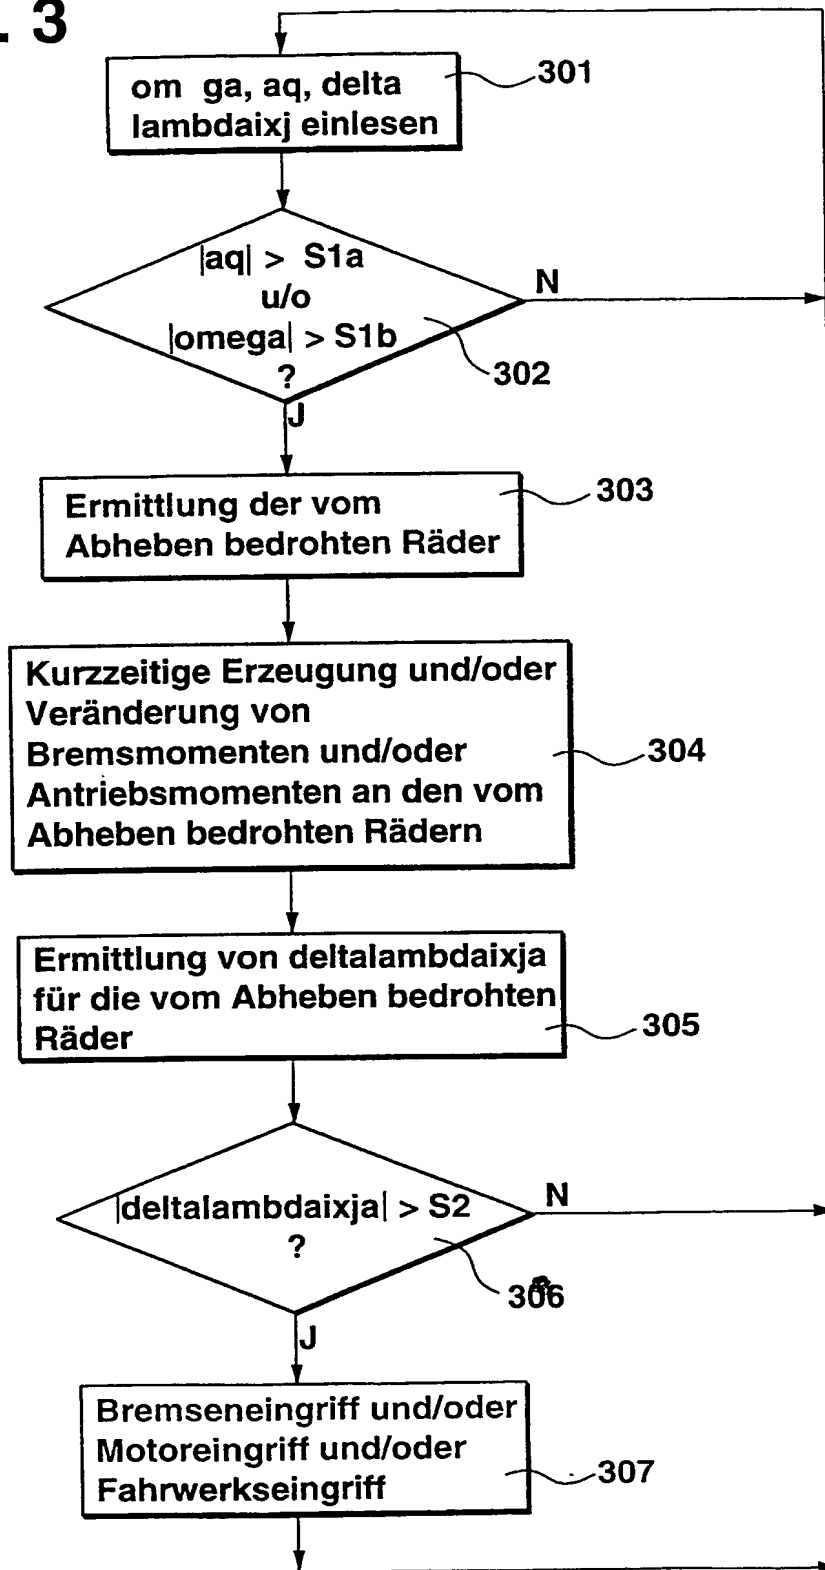 . 3
om ga, aq, delta
lambdaixj einlesen
301
|aq| > S1a
u/o
|omega| > S1b
?
N
302
J
Ermittlung der vom
Abheben bedrohten Räder
303
Kurzzeitige Erzeugung und/oder
Veränderung von
Bremsmomenten und/oder
Antriebsmomenten an den vom
Abheben bedrohten Rädern
304
Ermittlung von deltalambdaixja
für die vom Abheben bedrohten
Räder
305
|deltalambdaixja| > S2
?
N
306
J
Bremseneingriff und/oder
Motoreingriff und/oder
Fahrwerkseingriff
307